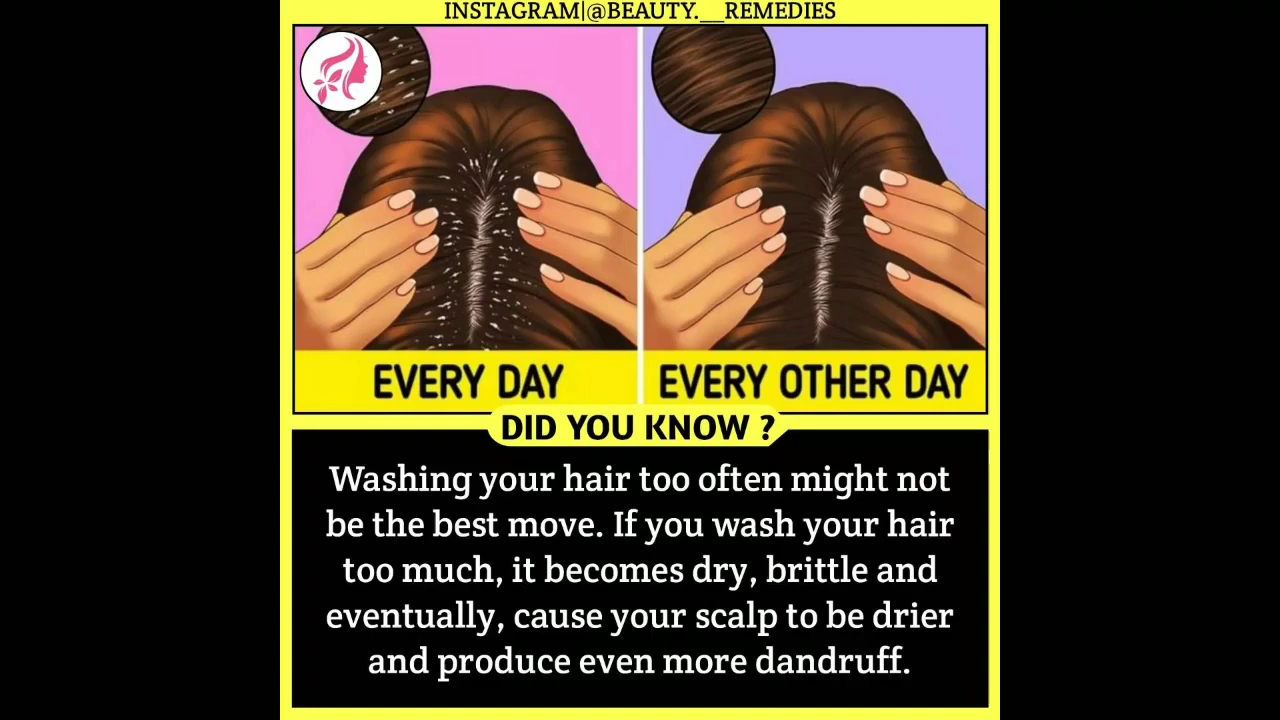 INSTAGRAM|@BEAUTY.__REMEDIES
EVERY DAY
EVERY OTHER DAY
DID YOU KNOW ?
Washing your hair too often might not
be the best move. If you wash your hair
too much, it becomes dry, brittle and
eventually, cause your scalp to be drier
and produce even more dandruff.